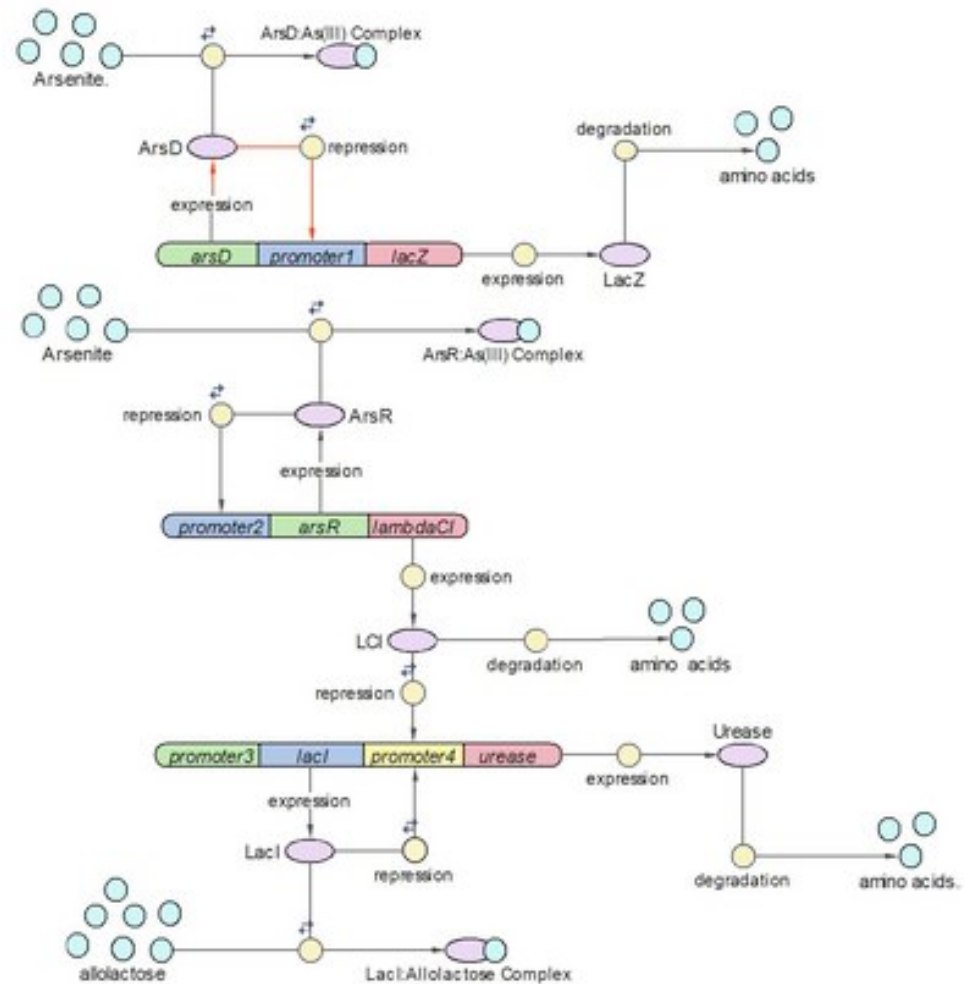 ArsD:As(III) Complex
Arsenite.
ArsD
repression
degradation
amino acids
expression
arsD promoter1 lacZ
expression
LacZ
Arsenite
ArsR:As(III) Complex
repression
ArsR
expression
promoter2 arsR lambdaCI
expression
LCI
degradation
amino acids
repression
Urease
promoter3 lacI promoter4 urease
expression
expression
LacI
repression
degradation
amino acids.
allolactose
LacI:Allolactose Complex